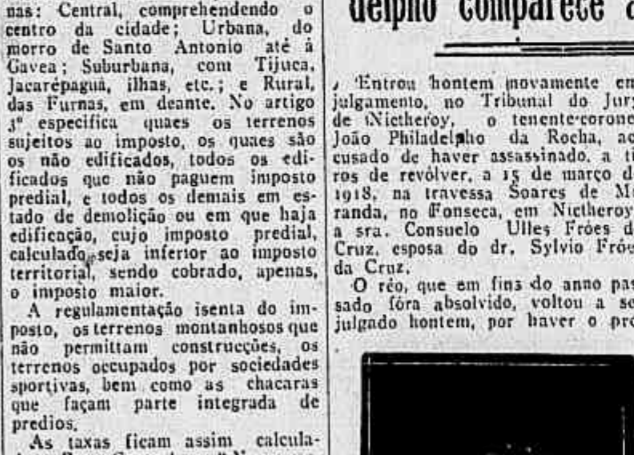 nas: Central, comprehendendo o
centro da cidade; Urbana, do
morro de Santo Antonio até à
Gavea; Suburbana, com Tijuca,
Jacarépaguá, ilhas, etc.; e Rural,
das Furnas, em deante. No artigo
3º especifica quaes os terrenos
sujeitos ao imposto, os quaes são
os não edificados, todos os edi-
ficados que não paguem imposto
predial, e todos os demais em es-
tado de demolição ou em que haja
edificação, cujo imposto predial,
calculado seja inferior ao imposto
territorial, sendo cobrado, apenas,
o imposto maior.
A regulamentação isenta do im-
posto, os terrenos montanhosos que
não permittam construcções, os
terrenos occupados por sociedades
sportivas, bem como as chacaras
que façam parte integrada de
predios.
As taxas ficam assim calcula-
delpho comparece a
Entrou hontem novamente em
julgamento, no Tribunal do Jury
de Nictheroy, o tenente-corone
João Philadelpho da Rocha, ac
cusado de haver assassinado, a ti
ros de revólver, a 15 de março d
1918, na travessa Soares de Mi
randa, no Fonseca, em Nictheroy
a sra. Consuelo Ulles Fróes d
Cruz, esposa do dr. Sylvio Fróe
da Cruz.
O réo, que em fins do anno pas
sado fôra absolvido, voltou a se
julgado hontem, por haver o pro